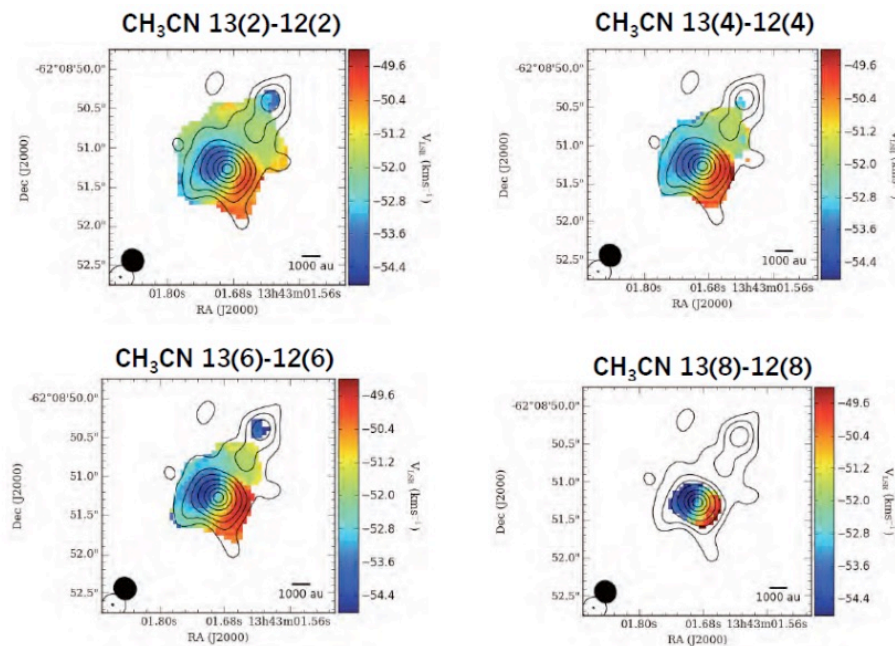 CH₃CN 13(2)-12(2)
-62°08'50.0"
50.5"
51.0"
51.5"
52.0"
52.5"
Dec (J2000)
01.80s
01.68s
13h43m01.56s
RA (J2000)
1000 au
−49.6
−50.4
−51.2
−52.0
−52.8
−53.6
−54.4
V_LSR (kms⁻¹)
CH₃CN 13(4)-12(4)
-62°08'50.0"
50.5"
51.0"
51.5"
52.0"
52.5"
Dec (J2000)
01.80s
01.68s
13h43m01.56s
RA (J2000)
1000 au
−49.6
−50.4
−51.2
−52.0
−52.8
−53.6
−54.4
(kms⁻¹)
CH₃CN 13(6)-12(6)
-62°08'50.0"
50.5"
51.0"
51.5"
52.0"
52.5"
Dec (J2000)
01.80s
01.68s
13h43m01.56s
RA (J2000)
1000 au
−49.6
−50.4
−51.2
−52.0
−52.8
−53.6
−54.4
V_LSR (kms⁻¹)
CH₃CN 13(8)-12(8)
-62°08'50.0"
50.5"
51.0"
51.5"
52.0"
52.5"
Dec (J2000)
01.80s
01.68s
13h43m01.56s
RA (J2000)
1000 au
−49.6
−50.4
−51.2
−52.0
−52.8
−53.6
−54.4
V_LSR (kms⁻¹)